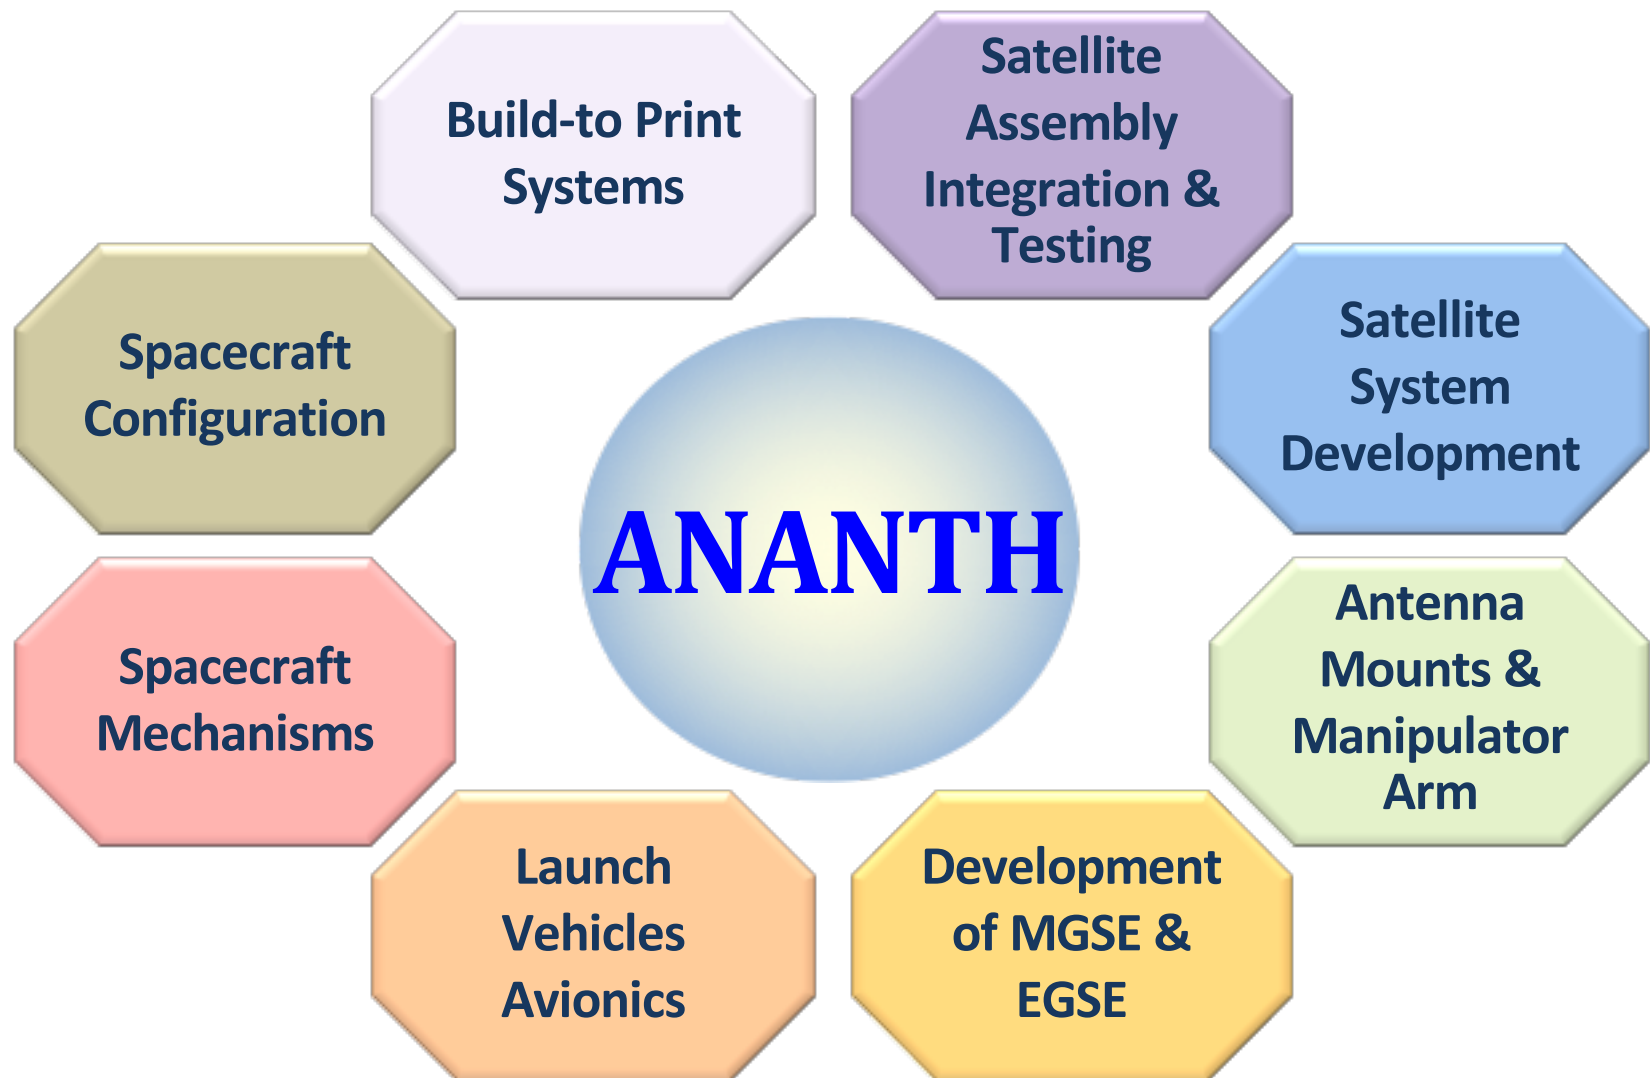 Build-to Print
Systems
Satellite
Assembly
Integration &
Testing
Spacecraft
Configuration
Satellite
System
Development
ANANTH
Spacecraft
Mechanisms
Antenna
Mounts &
Manipulator
Arm
Launch
Vehicles
Avionics
Development
of MGSE &
EGSE